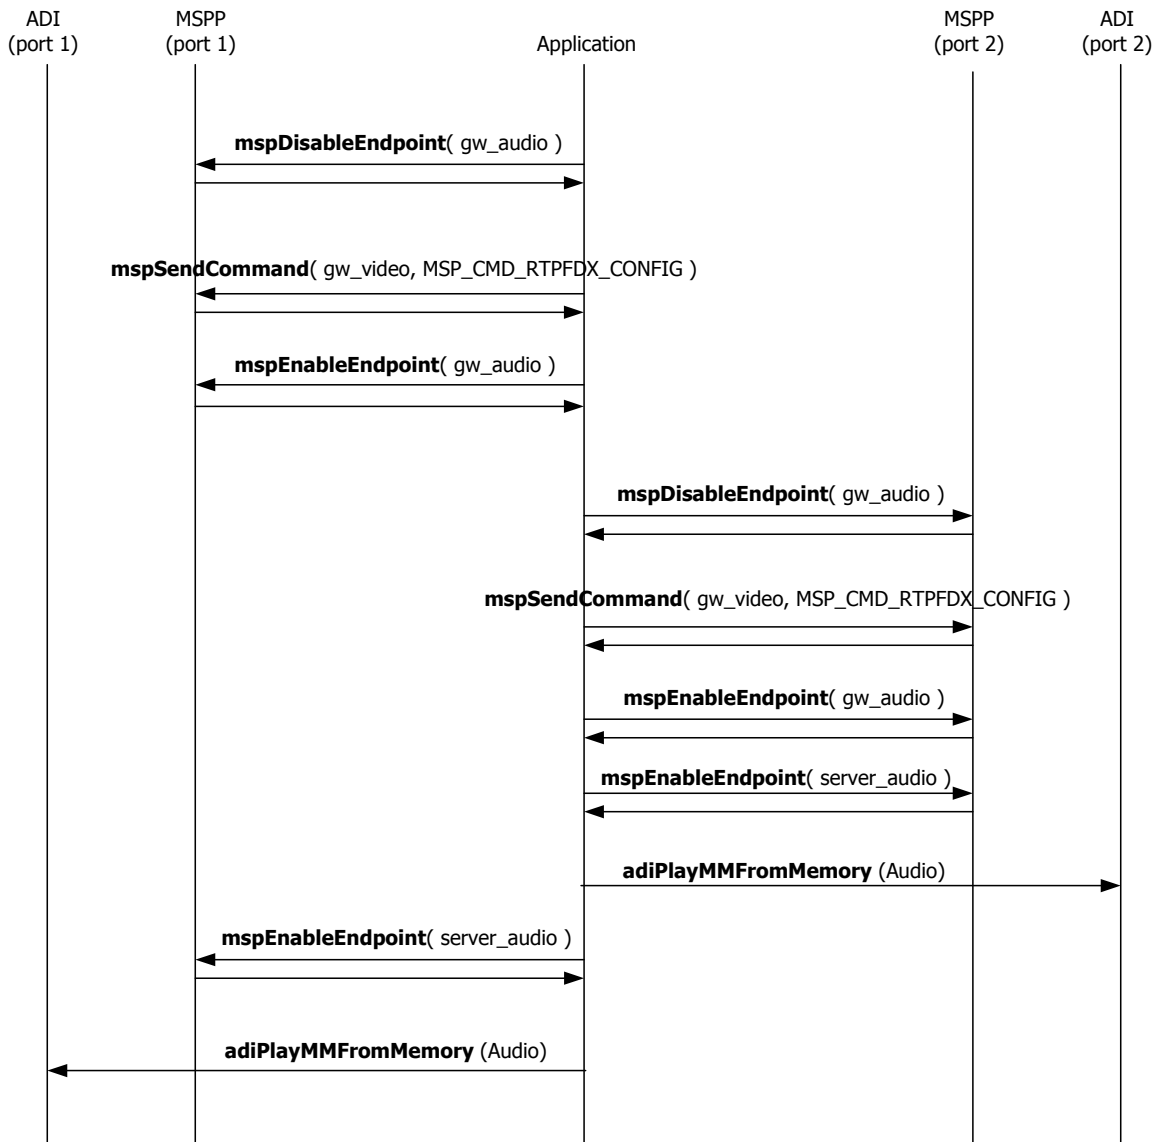 ADI
(port 1)
MSPP
(port 1)
Application
MSPP
(port 2)
ADI
(port 2)
mspDisableEndpoint( gw_audio )
mspSendCommand( gw_video, MSP_CMD_RTPFDX_CONFIG )
mspEnableEndpoint( gw_audio )
mspDisableEndpoint( gw_audio )
mspSendCommand( gw_video, MSP_CMD_RTPFDX_CONFIG )
mspEnableEndpoint( gw_audio )
mspEnableEndpoint( server_audio )
adiPlayMMFromMemory (Audio)
mspEnableEndpoint( server_audio )
adiPlayMMFromMemory (Audio)